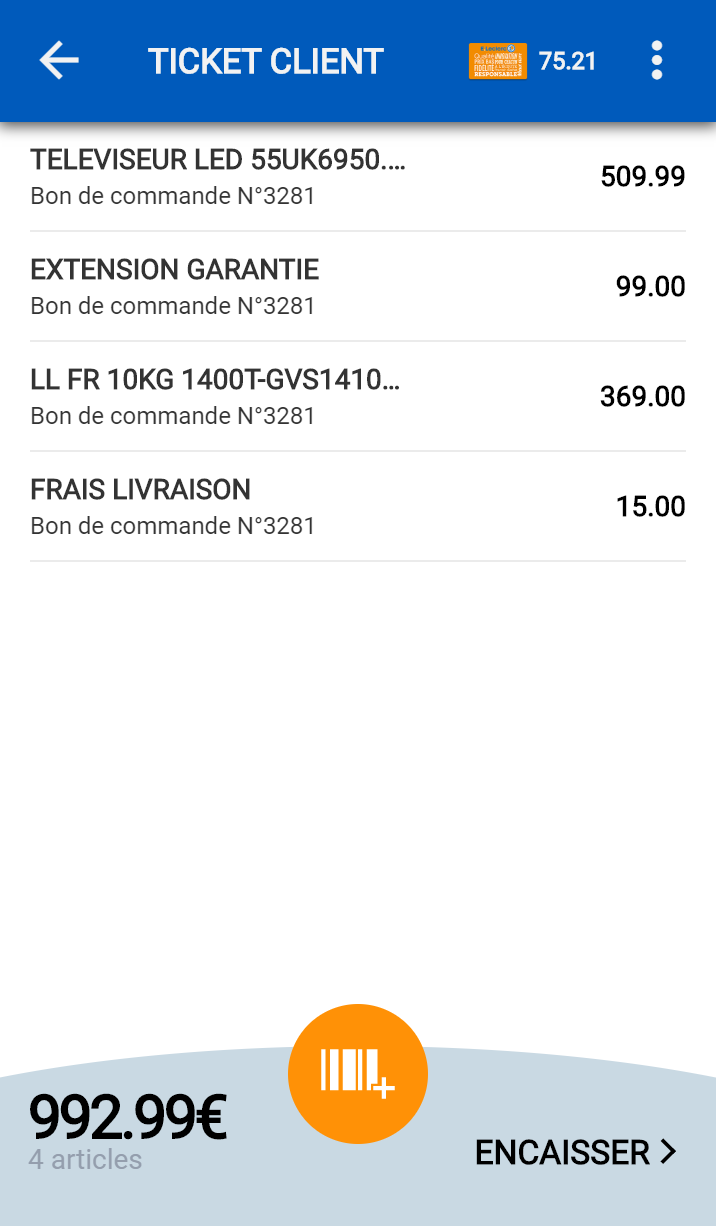 TICKET CLIENT
E.Leclerc
RESPONSABLE
75.21
TELEVISEUR LED 55UK6950....
509.99
Bon de commande N°3281
EXTENSION GARANTIE
99.00
Bon de commande N°3281
LL FR 10KG 1400T-GVS1410...
369.00
Bon de commande N°3281
FRAIS LIVRAISON
15.00
Bon de commande N°3281
992.99€
4 articles
ENCAISSER